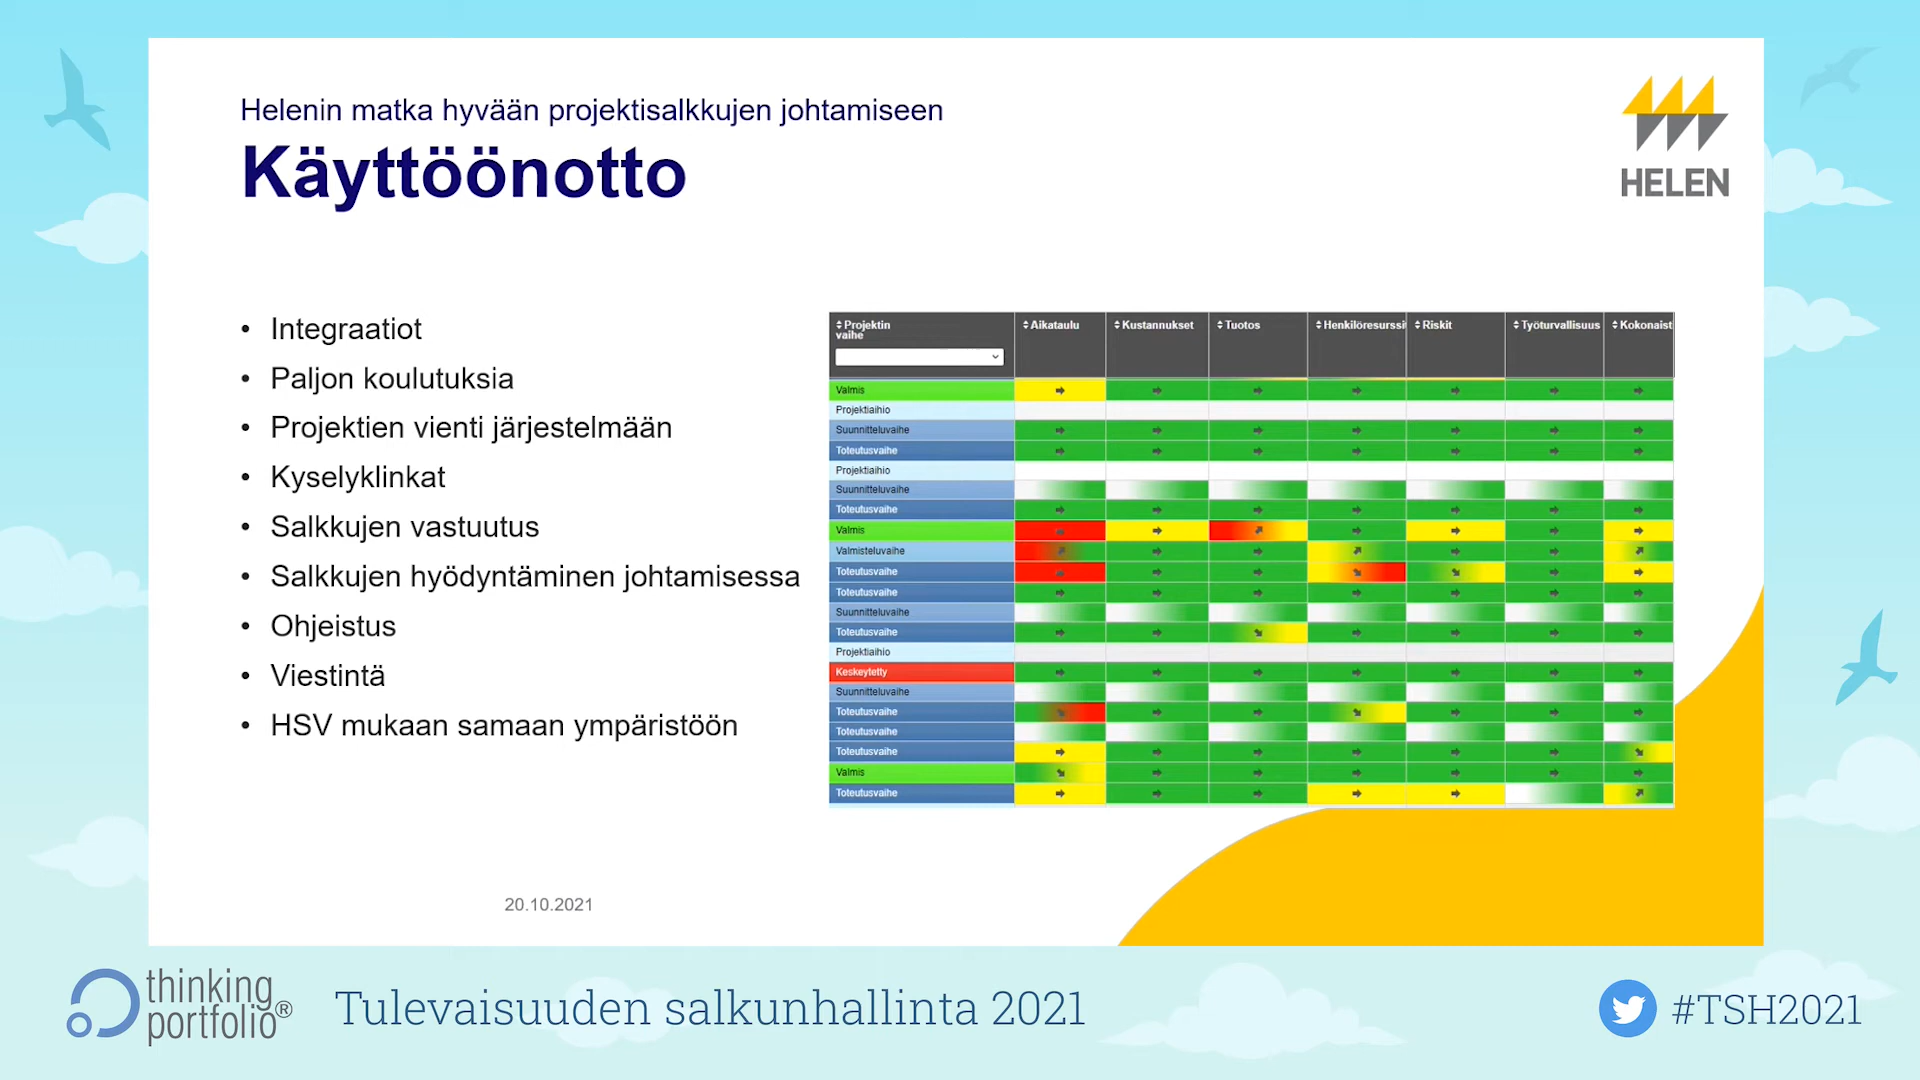 Helenin matka hyvään projektisalkkujen johtamiseen
Käyttöönotto
HELEN
• Integraatiot
• Paljon koulutuksia
• Projektien vienti järjestelmään
• Kyselyklinkat
• Salkkujen vastuutus
• Salkkujen hyödyntäminen johtamisessa
• Ohjeistus
• Viestintä
• HSV mukaan samaan ympäristöön
Projektin vaihe Aikataulu Kustannukset Tuotos Henkilöresurssit Riskit Työturvallisuus Kokonaist
Valmis
Projektiaihio
Suunnitteluvaihe
Toteutusvaihe
Projektiaihio
Suunnitteluvaihe
Toteutusvaihe
Valmis
Valmisteluvaihe
Toteutusvaihe
Toteutusvaihe
Suunnitteluvaihe
Toteutusvaihe
Projektiaihio
Keskeytetty
Suunnitteluvaihe
Toteutusvaihe
Toteutusvaihe
Toteutusvaihe
Valmis
Toteutusvaihe
20.10.2021
thinking
portfolio®
Tulevaisuuden salkunhallinta 2021
#TSH2021